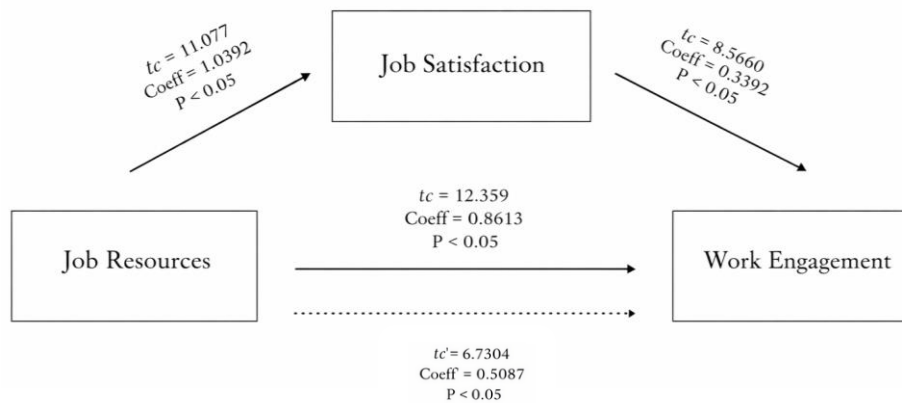 tc = 11.077
Coeff = 1.0392
P < 0.05
Job Satisfaction
tc = 8.5660
Coeff = 0.3392
P < 0.05
Job Resources
tc = 12.359
Coeff = 0.8613
P < 0.05
Work Engagement
tc'= 6.7304
Coeff = 0.5087
P < 0.05